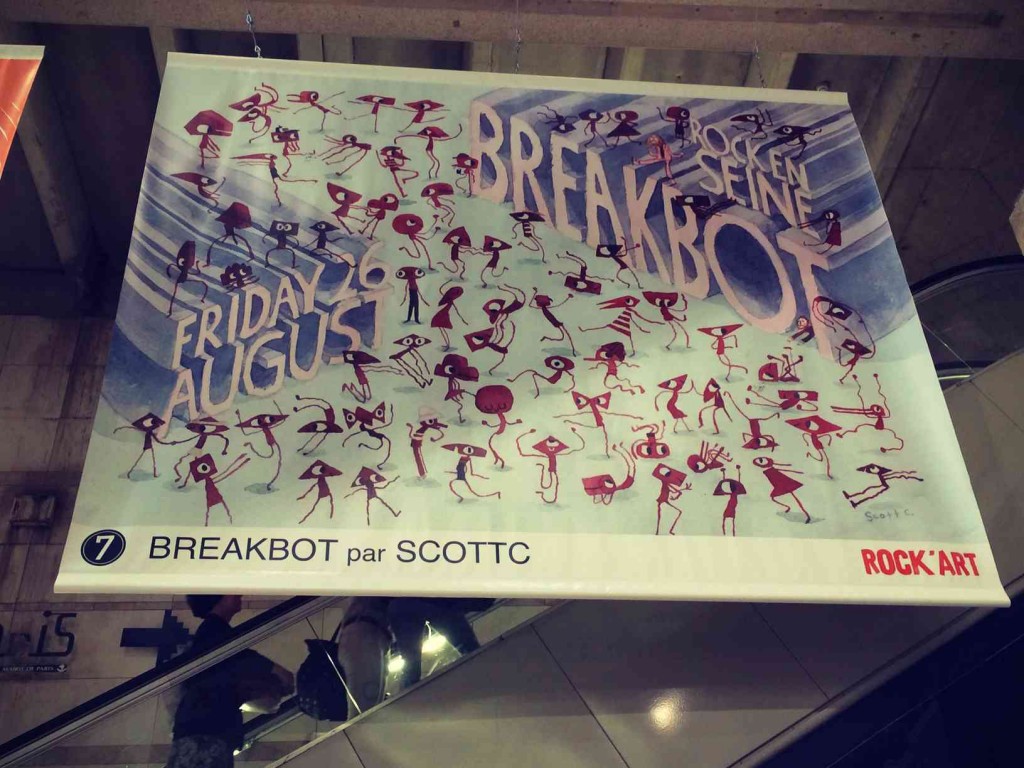 BREAKBOT
ROCK EN
SEINE
FRIDAY 26
AUGUST
Scott C.
7 BREAKBOT par SCOTTC
ROCK'ART